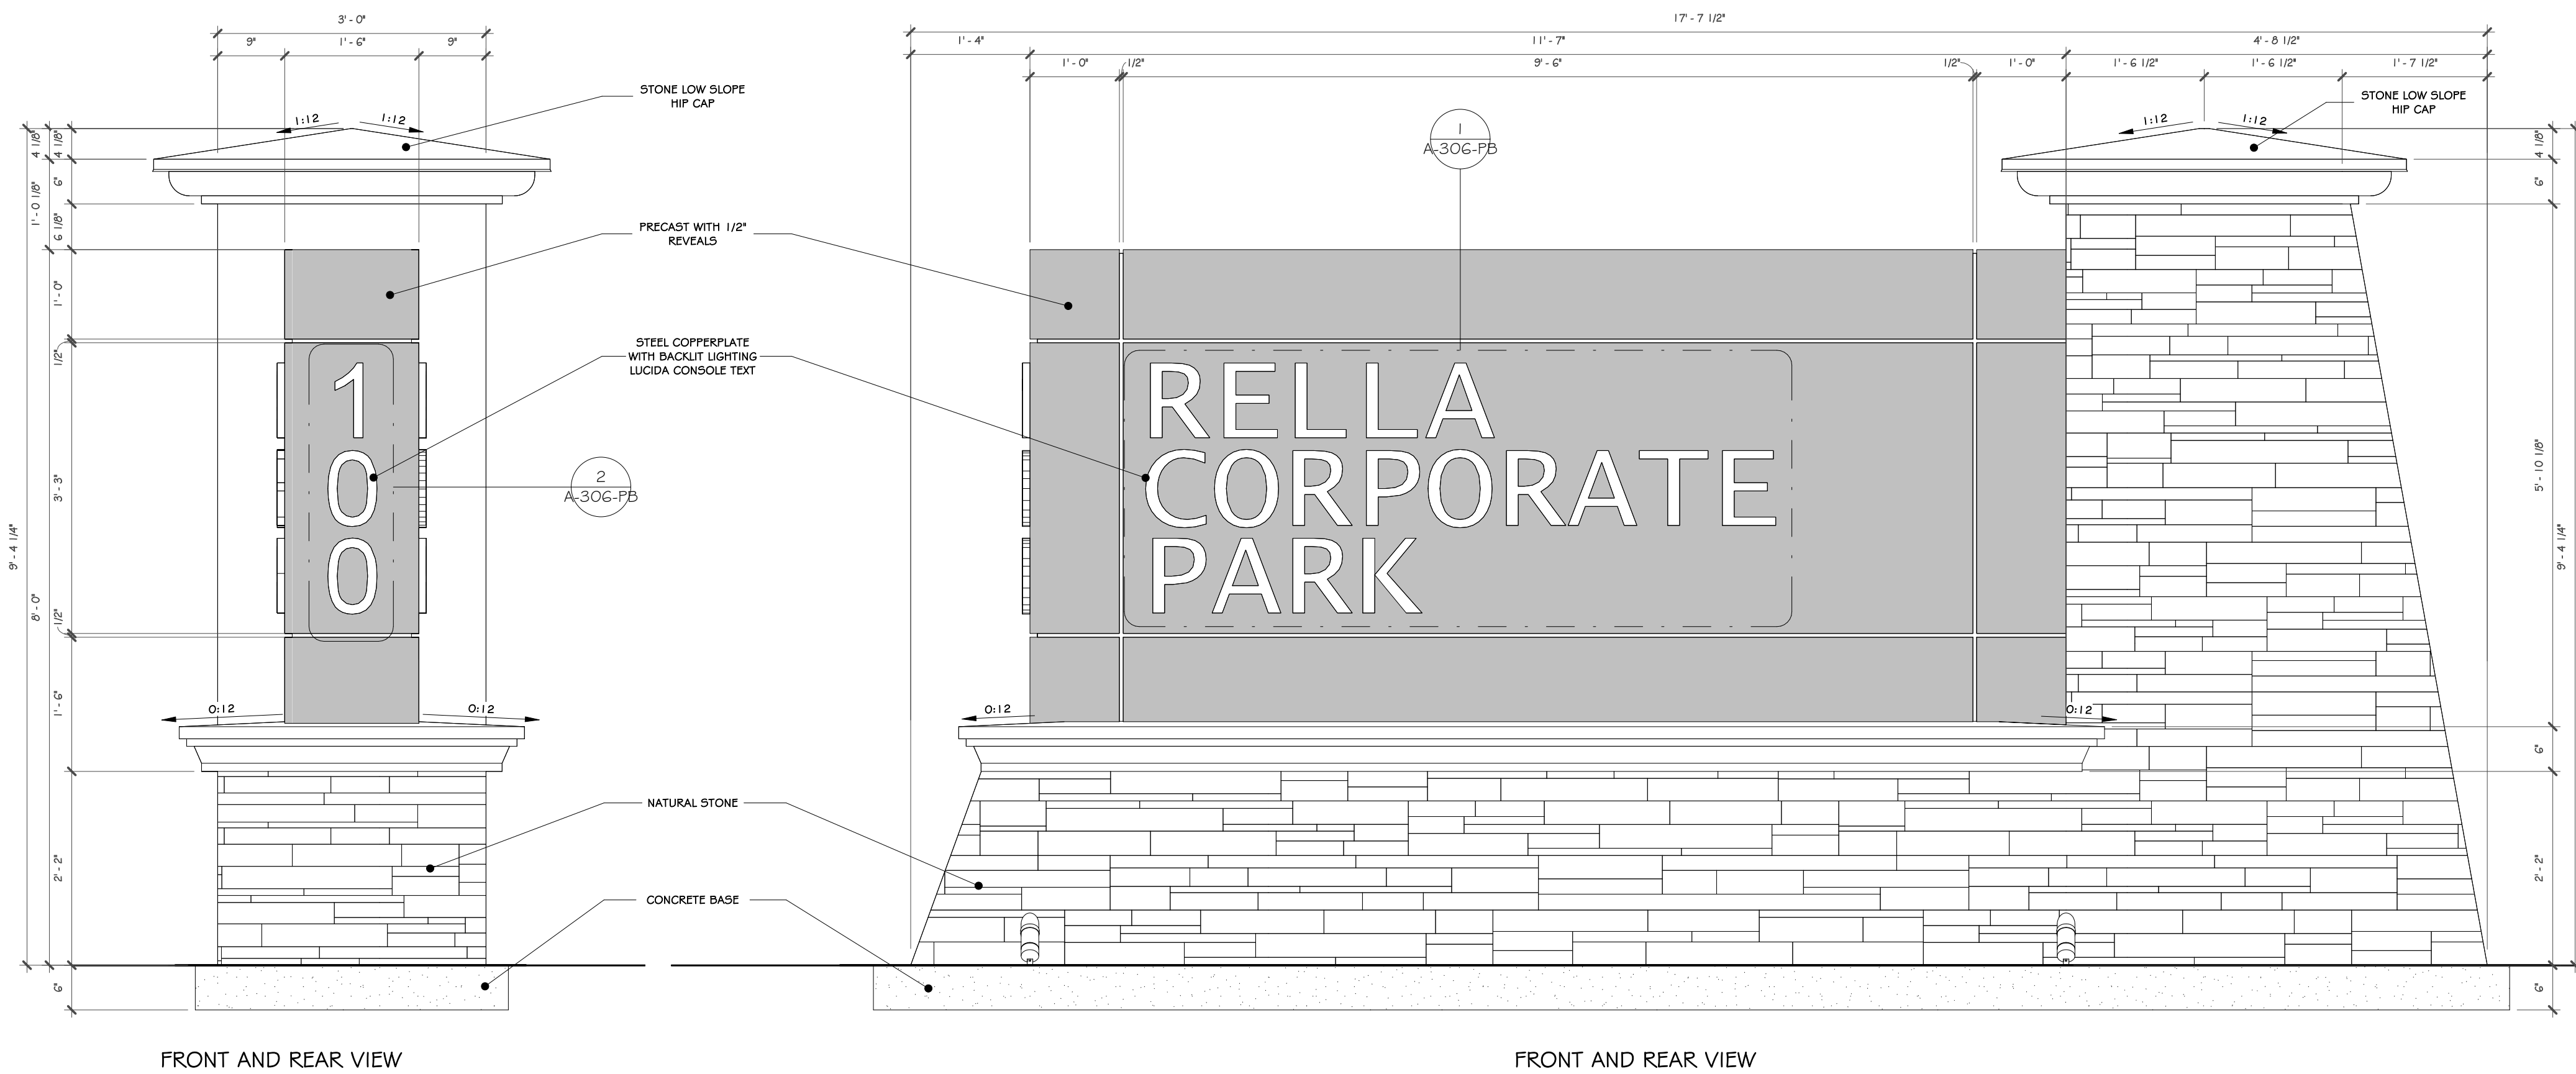 3' - 0"
9"
1' - 6"
9"
STONE LOW SLOPE
HIP CAP
1:12
1:12
4 1/8"
4 1/8"
6"
1' - 0 1/8"
6 1/8"
PRECAST WITH 1/2"
REVEALS
1' - 0"
1/2"
STEEL COPPERPLATE
WITH BACKLIT LIGHTING
LUCIDA CONSOLE TEXT
1
0
0
2
A-306-PB
3' - 3"
9' - 4 1/4"
8' - 0"
1/2"
1' - 6"
0:12
0:12
NATURAL STONE
2' - 2"
CONCRETE BASE
6"
FRONT AND REAR VIEW
17' - 7 1/2"
1' - 4"
11' - 7"
4' - 8 1/2"
1' - 0"
1/2"
9' - 6"
1/2"
1' - 0"
1' - 6 1/2"
1' - 6 1/2"
1' - 7 1/2"
STONE LOW SLOPE
HIP CAP
1:12
1:12
1
A-306-PB
4 1/8"
6"
RELLA
CORPORATE
PARK
5' - 10 1/8"
9' - 4 1/4"
0:12
0:12
6"
2' - 2"
6"
FRONT AND REAR VIEW